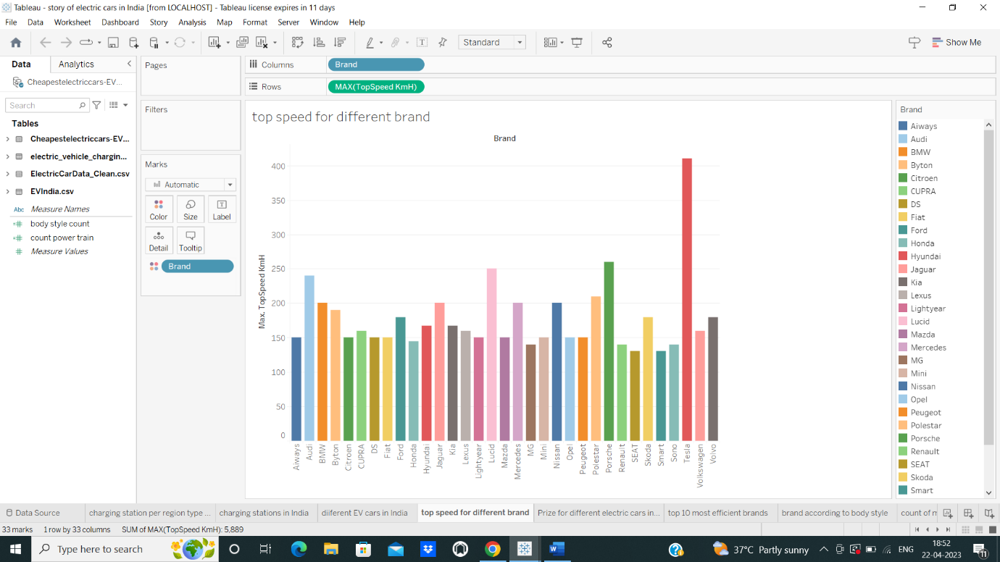 Tableau - story of electric cars in India [from LOCALHOST] - Tableau license expires in 11 days
File Data Worksheet Dashboard Story Analysis Map Format Server Window Help
Standard
Show Me
Data Analytics
Cheapestelectriccars-EV...
Search
Tables
Cheapestelectriccars-EV...
electric_vehicle_chargin...
ElectricCarData_Clean.csv
EVIndia.csv
Abc Measure Names
body style count
count power train
Measure Values
Pages
Filters
Marks
Automatic
Color Size Label
Detail Tooltip
Brand
Columns Brand
Rows MAX(TopSpeed KmH)
top speed for different brand
Brand
Max. TopSpeed KmH
400
350
300
250
200
150
100
50
0
Aiways
Audi
BMW
Byton
Citroen
CUPRA
DS
Fiat
Ford
Honda
Hyundai
Jaguar
Kia
Lexus
Lightyear
Lucid
Mazda
Mercedes
MG
Mini
Nissan
Opel
Peugeot
Polestar
Porsche
Renault
SEAT
Skoda
Smart
Sono
Tesla
Volkswagen
Volvo
Brand
Aiways
Audi
BMW
Byton
Citroen
CUPRA
DS
Fiat
Ford
Honda
Hyundai
Jaguar
Kia
Lexus
Lightyear
Lucid
Mazda
Mercedes
MG
Mini
Nissan
Opel
Peugeot
Polestar
Porsche
Renault
SEAT
Skoda
Smart
Data Source charging station per region type ... charging stations in India diiferent EV cars in India top speed for different brand Prize for different electric cars in... top 10 most efficient brands brand according to body style count of m
33 marks 1 row by 33 columns SUM of MAX(TopSpeed KmH): 5,889
Type here to search
37°C Partly sunny
ENG
18:52
22-04-2023
11